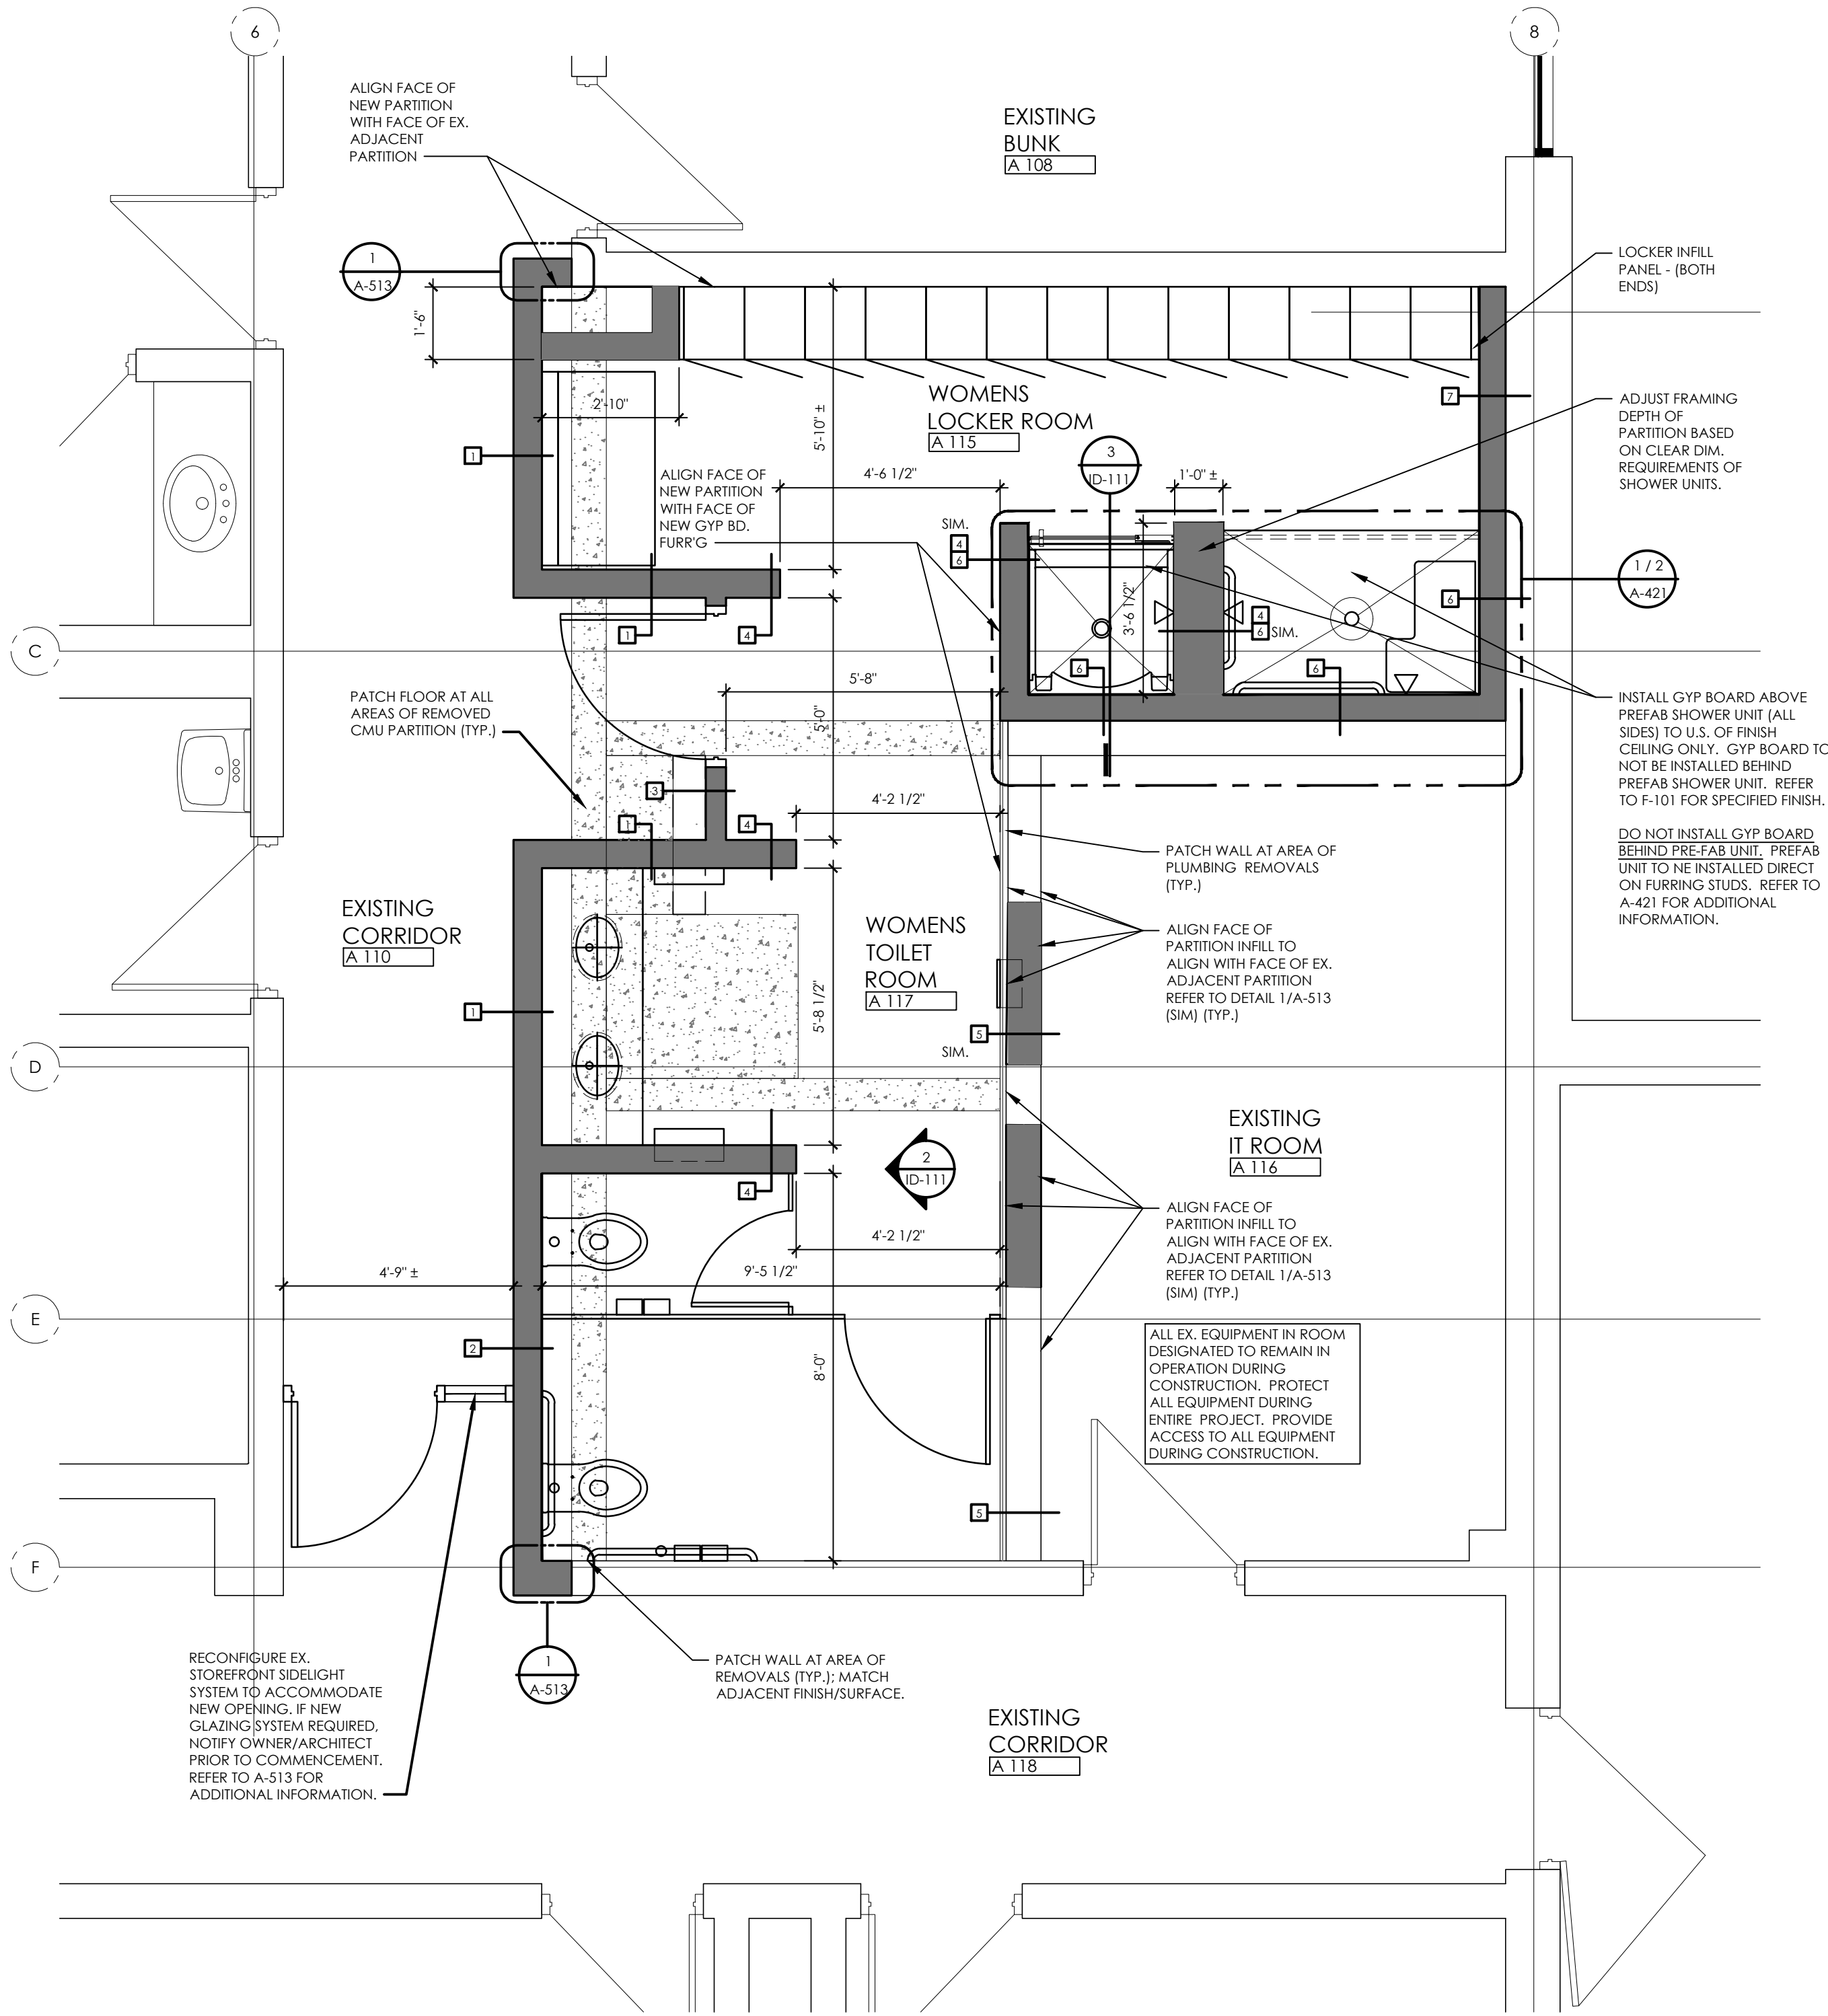 6
8
ALIGN FACE OF
NEW PARTITION
WITH FACE OF EX.
ADJACENT
PARTITION
EXISTING
BUNK
A 108
1
A-513
LOCKER INFILL
PANEL - (BOTH
ENDS)
1'-6"
2'-10"
5'-10" ±
WOMENS
LOCKER ROOM
A 115
7
ADJUST FRAMING
DEPTH OF
PARTITION BASED
ON CLEAR DIM.
REQUIREMENTS OF
SHOWER UNITS.
1
ALIGN FACE OF
NEW PARTITION
WITH FACE OF
NEW GYP BD.
FURR'G
4'-6 1/2"
3
ID-111
1'-0" ±
SIM.
4
6
3'-6 1/2"
4
6
SIM.
6
1 / 2
A-421
1
4
6
6
C
5'-8"
5'-0"
PATCH FLOOR AT ALL
AREAS OF REMOVED
CMU PARTITION (TYP.)
INSTALL GYP BOARD ABOVE
PREFAB SHOWER UNIT (ALL
SIDES) TO U.S. OF FINISH
CEILING ONLY.  GYP BOARD TO
NOT BE INSTALLED BEHIND
PREFAB SHOWER UNIT.  REFER
TO F-101 FOR SPECIFIED FINISH.
DO NOT INSTALL GYP BOARD
BEHIND PRE-FAB UNIT.  PREFAB
UNIT TO NE INSTALLED DIRECT
ON FURRING STUDS.  REFER TO
A-421 FOR ADDITIONAL
INFORMATION.
3
1
4
4'-2 1/2"
PATCH WALL AT AREA OF
PLUMBING  REMOVALS
(TYP.)
EXISTING
CORRIDOR
A 110
WOMENS
TOILET
ROOM
A 117
ALIGN FACE OF
PARTITION INFILL TO
ALIGN WITH FACE OF EX.
ADJACENT PARTITION
REFER TO DETAIL 1/A-513
(SIM) (TYP.)
5'-8 1/2"
1
5
SIM.
D
EXISTING
IT ROOM
A 116
2
ID-111
4
4'-2 1/2"
ALIGN FACE OF
PARTITION INFILL TO
ALIGN WITH FACE OF EX.
ADJACENT PARTITION
REFER TO DETAIL 1/A-513
(SIM) (TYP.)
4'-9" ±
9'-5 1/2"
E
2
8'-0"
ALL EX. EQUIPMENT IN ROOM
DESIGNATED TO REMAIN IN
OPERATION DURING
CONSTRUCTION.  PROTECT
ALL EQUIPMENT DURING
ENTIRE  PROJECT.  PROVIDE
ACCESS TO ALL EQUIPMENT
DURING CONSTRUCTION.
5
F
RECONFIGURE EX.
STOREFRONT SIDELIGHT
SYSTEM TO ACCOMMODATE
NEW OPENING. IF NEW
GLAZING SYSTEM REQUIRED,
NOTIFY OWNER/ARCHITECT
PRIOR TO COMMENCEMENT.
REFER TO A-513 FOR
ADDITIONAL INFORMATION.
1
A-513
PATCH WALL AT AREA OF
REMOVALS (TYP.); MATCH
ADJACENT FINISH/SURFACE.
EXISTING
CORRIDOR
A 118